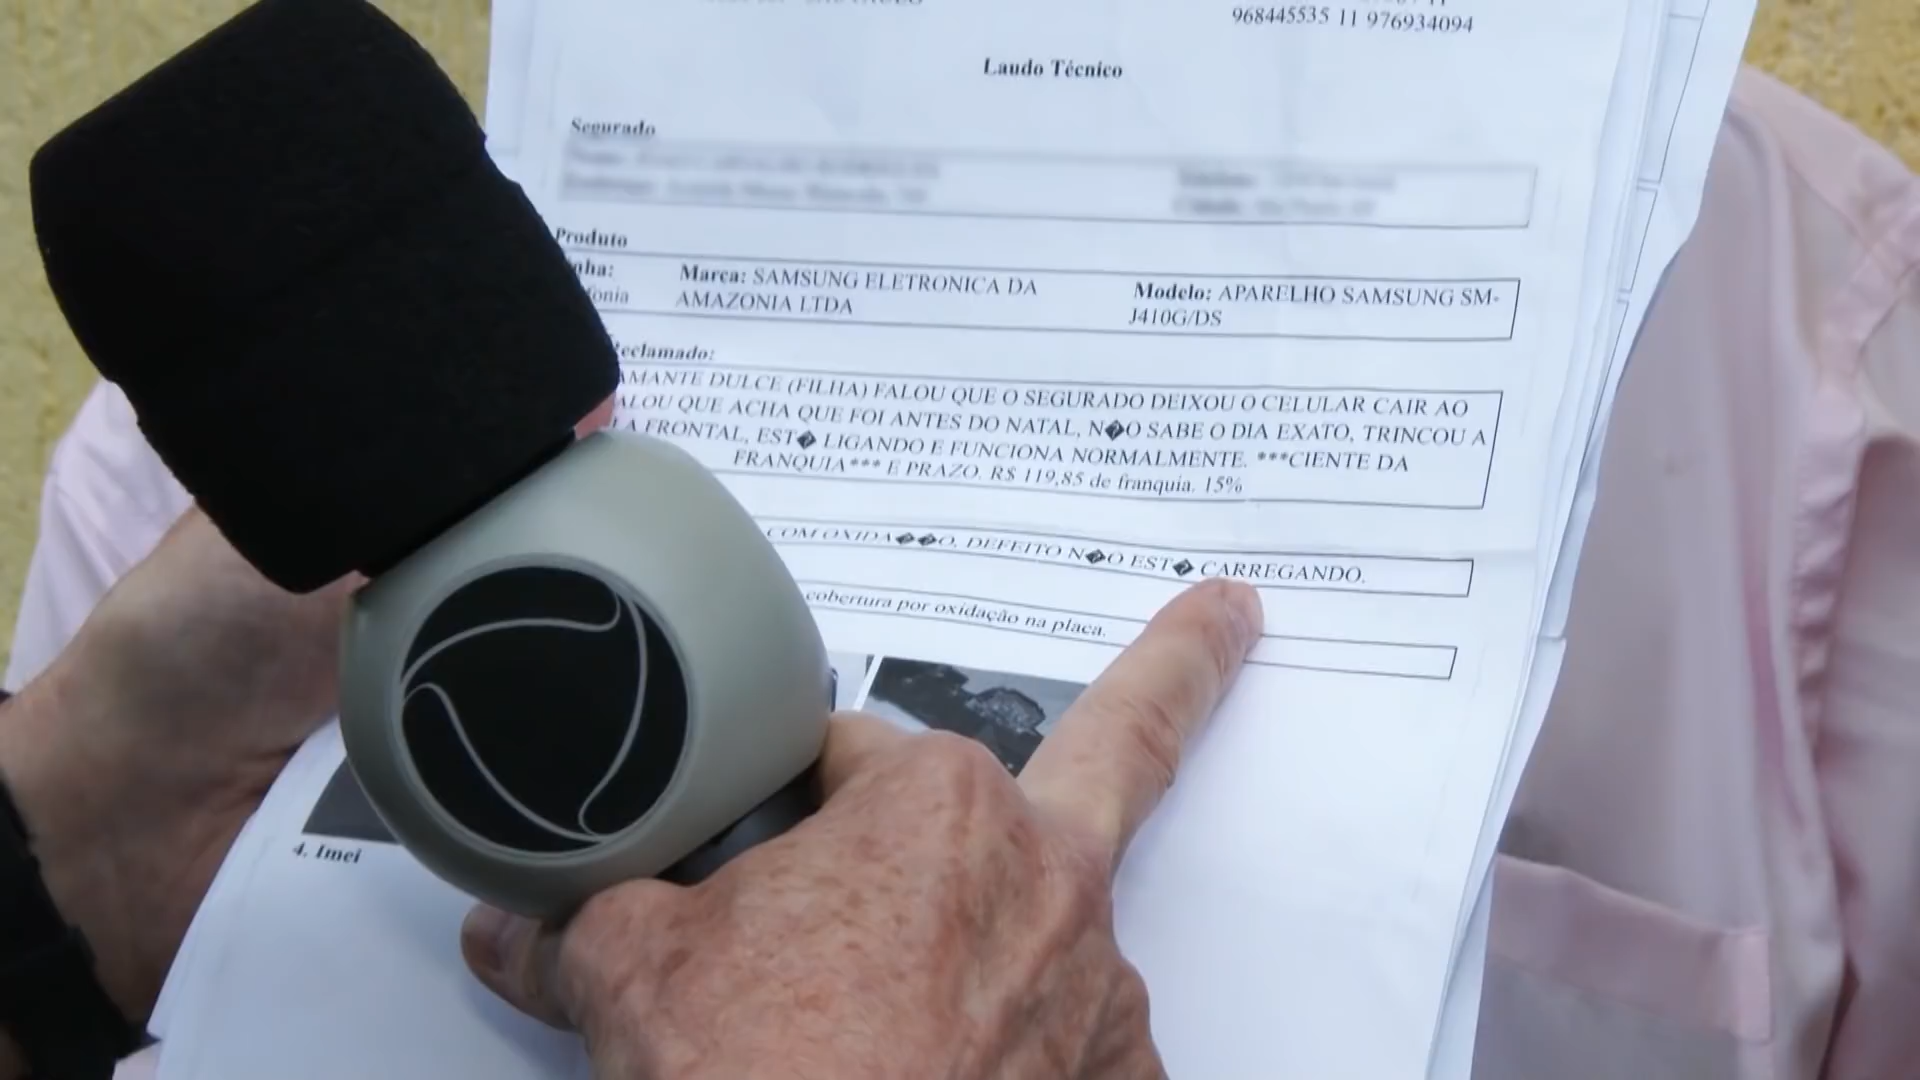 968445535 11 976934094
Laudo Técnico
Segurado
Produto
Marca: SAMSUNG ELETRONICA DA
AMAZONIA LTDA
Modelo: APARELHO SAMSUNG SM-
J410G/DS
eclamado:
AMANTE DULCE (FILHA) FALOU QUE O SEGURADO DEIXOU O CELULAR CAIR AO
ALOU QUE ACHA QUE FOI ANTES DO NATAL, N�O SABE O DIA EXATO, TRINCOU A
LA FRONTAL, EST� LIGANDO E FUNCIONA NORMALMENTE. ***CIENTE DA
FRANQUIA*** E PRAZO. R$ 119,85 de franquia. 15%
COM OXIDA��O, DEFEITO N�O EST� CARREGANDO.
cobertura por oxidação na placa.
4. Imei